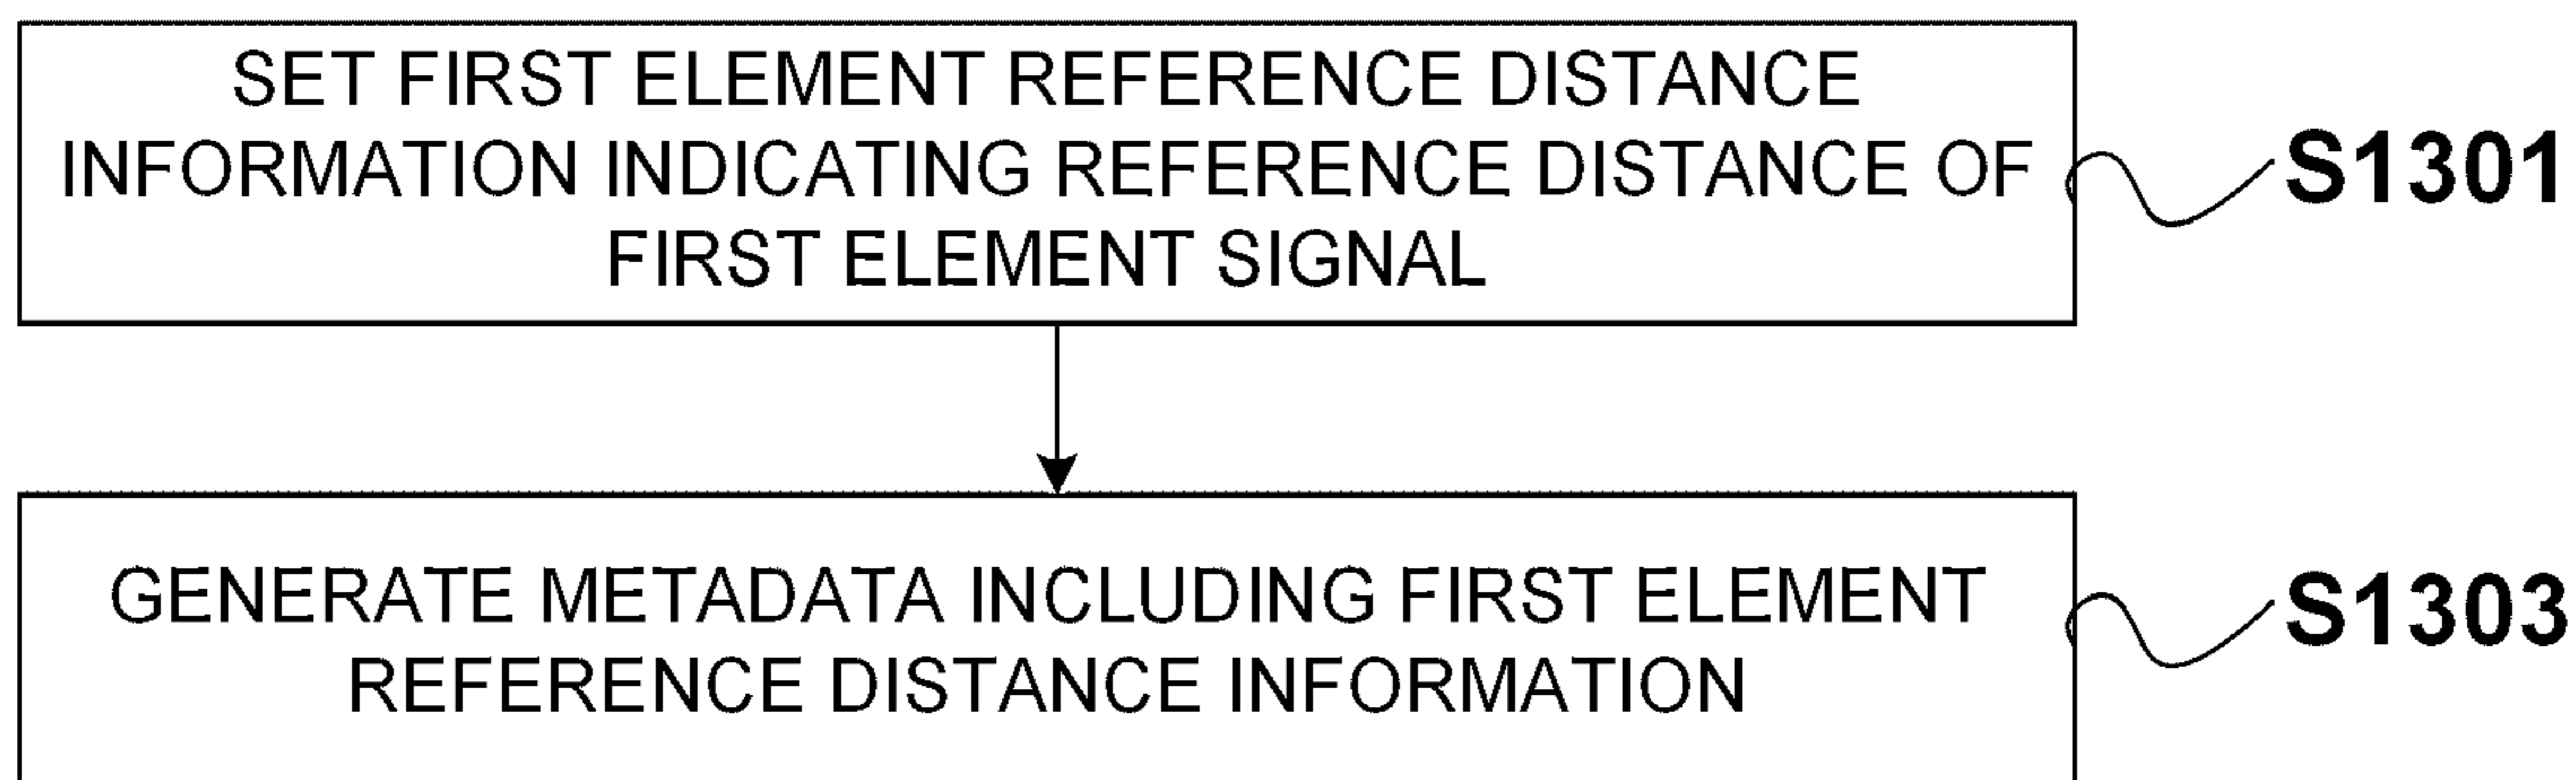 SET FIRST ELEMENT REFERENCE DISTANCE
INFORMATION INDICATING REFERENCE DISTANCE OF
FIRST ELEMENT SIGNAL
S1301
GENERATE METADATA INCLUDING FIRST ELEMENT
REFERENCE DISTANCE INFORMATION
S1303